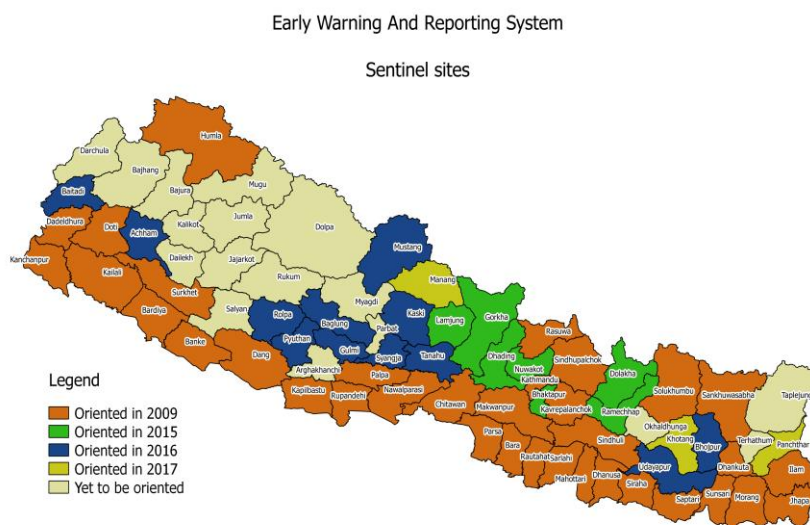 Early Warning And Reporting System
Sentinel sites
Humla
Darchula
Bajhang
Mugu
Bajura
Baitadi
Jumla
Dadeldhura
Doti
Kalikot
Dolpa
Achham
Mustang
Dailekh
Kanchanpur
Jajarkot
Kailali
Rukum
Manang
Surkhet
Myagdi
Salyan
Bardiya
Rolpa
Baglung
Kaski
Lamjung
Gorkha
Parbat
Rasuwa
Banke
Pyuthan
Gulmi
Syangja
Tanahu
Dhading
Dang
Nuwakot
Sindhupalchok
Dolakha
Arghakhanchi
Palpa
Kathmandu
Kapilbastu
Rupandehi
Nawalparasi
Bhaktapur
Solukhumbu
Sankhuwasabha
Taplejung
Chitawan
Makwanpur
Kavrepalanchok
Ramechhap
Okhaldhunga
Khotang
Bhojpur
Terhathum
Panchthar
Parsa
Bara
Rautahat
Sarlahi
Sindhuli
Udayapur
Dhankuta
Ilam
Mahottari
Dhanusa
Siraha
Saptari
Sunsari
Morang
Jhapa
Legend
Oriented in 2009
Oriented in 2015
Oriented in 2016
Oriented in 2017
Yet to be oriented